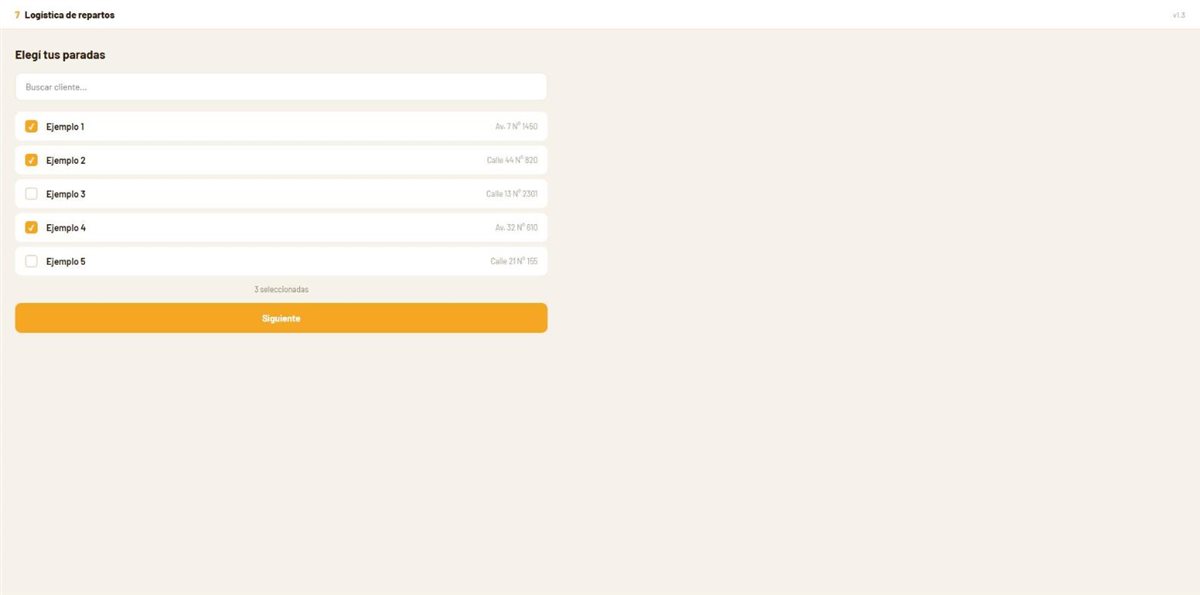 7 Logística de repartos
v1.3
Elegí tus paradas
Buscar cliente...
Ejemplo 1 Av. 7 N° 1450
Ejemplo 2 Calle 44 N° 820
Ejemplo 3 Calle 13 N° 2301
Ejemplo 4 Av. 32 N° 610
Ejemplo 5 Calle 21 N° 155
3 seleccionadas
Siguiente